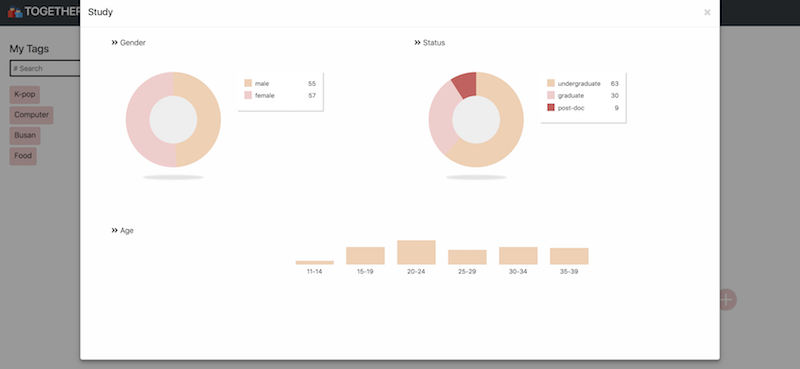 TOGETHER
Study
×
My Tags
# Search
K-pop
Computer
Busan
Food
» Gender
male 55
female 57
» Status
undergraduate 63
graduate 30
post-doc 9
» Age
11-14 15-19 20-24 25-29 30-34 35-39